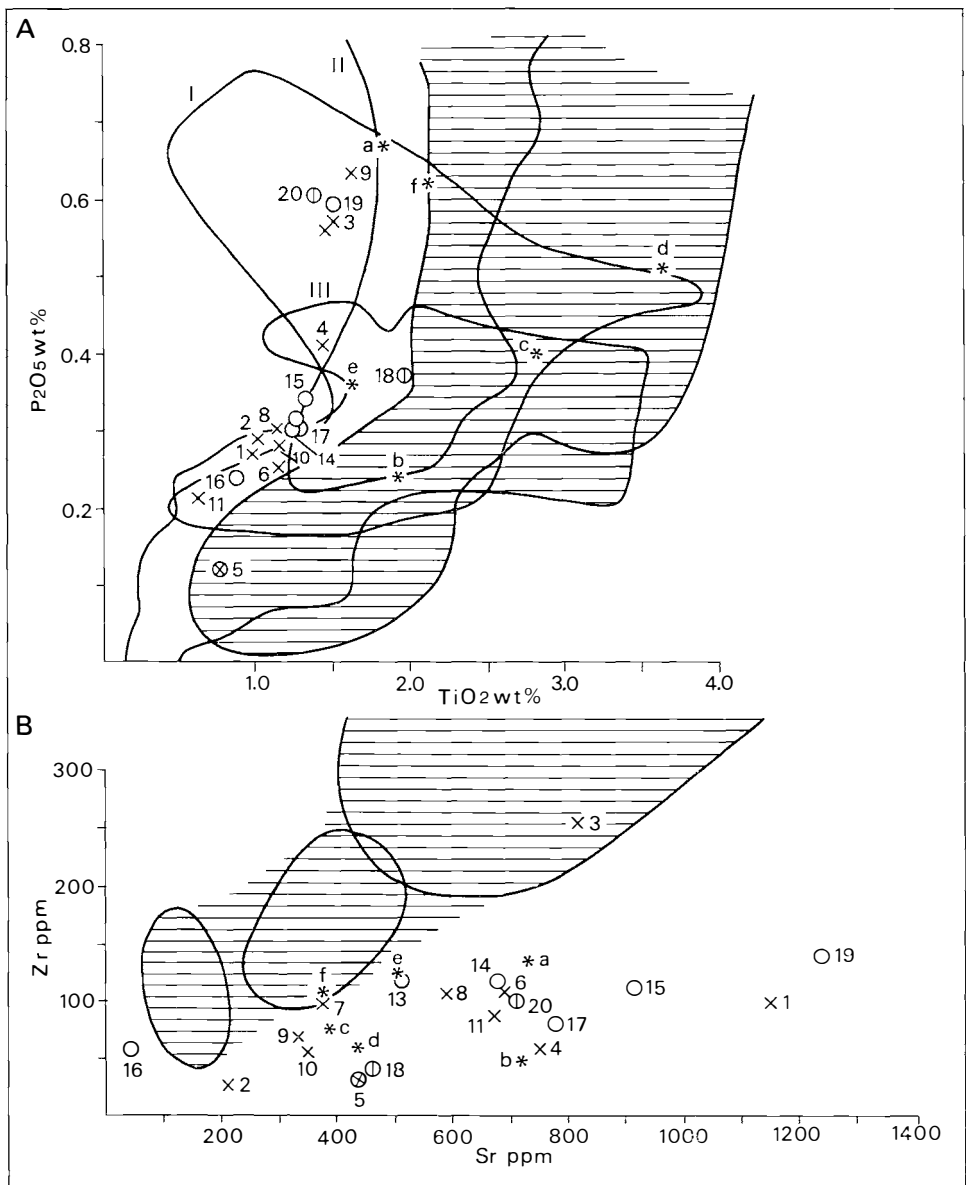 A
0.8
II
I
a
9
20
19
3
f
0.6
d
III
4
c
0.4
P2O5wt%
e
18
15
2
8
17
1
10
14
b
16
6
11
0.2
5
1.0
2.0
3.0
4.0
TiO2wt%
B
300
3
200
Zr ppm
e
a
19
f
13
14
6
8
15
100
7
20
1
11
c
17
9
d
10
4
16
b
18
2
5
200
400
600
800
1000
1200
1400
Sr ppm